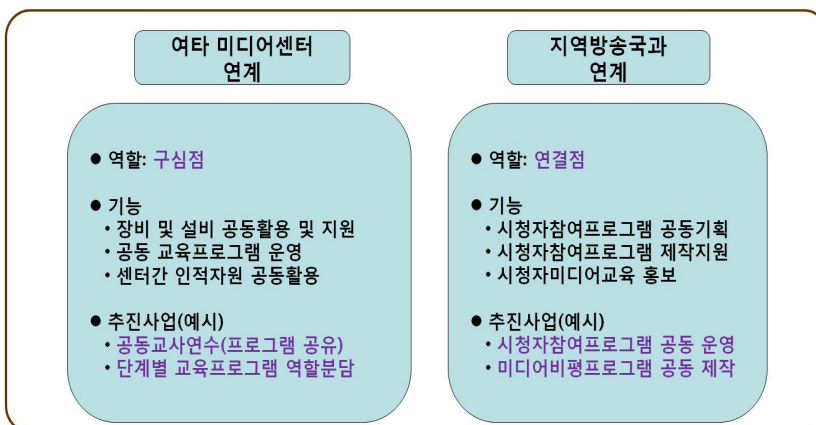 여타 미디어센터
연계
● 역할: 구심점
● 기능
• 장비 및 설비 공동활용 및 지원
• 공동 교육프로그램 운영
• 센터간 인적자원 공동활용
● 추진사업(예시)
• 공동교사연수(프로그램 공유)
• 단계별 교육프로그램 역할분담
지역방송국과
연계
● 역할: 연결점
● 기능
• 시청자참여프로그램 공동기획
• 시청자참여프로그램 제작지원
• 시청자미디어교육 홍보
● 추진사업(예시)
• 시청자참여프로그램 공동 운영
• 미디어비평프로그램 공동 제작